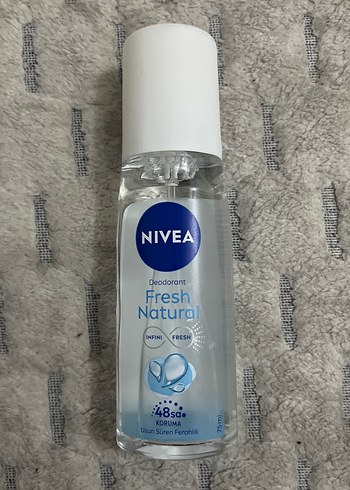 NIVEA
Deodorant
Fresh
Natural
INFINI FRESH
48sa
KORUMA
Uzun Süren Ferahlık
75ml